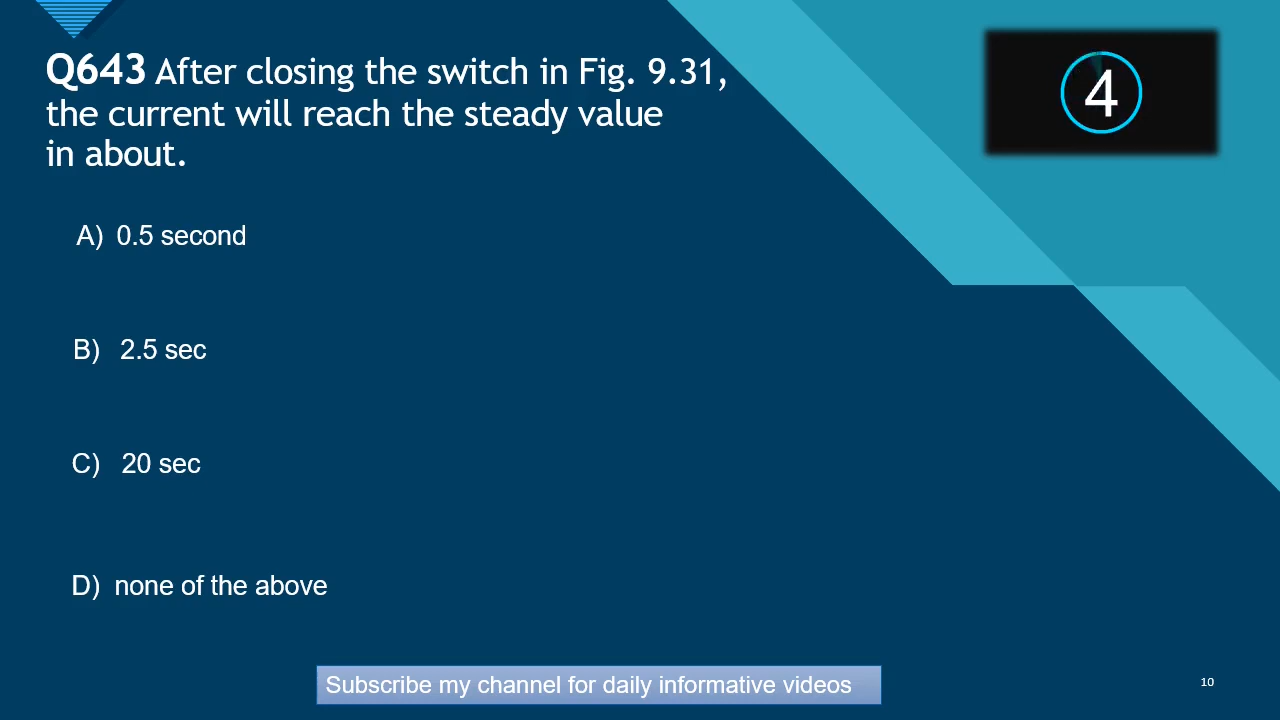 Q643 After closing the switch in Fig. 9.31,
the current will reach the steady value
in about.
4
A) 0.5 second
B) 2.5 sec
C) 20 sec
D) none of the above
Subscribe my channel for daily informative videos
10